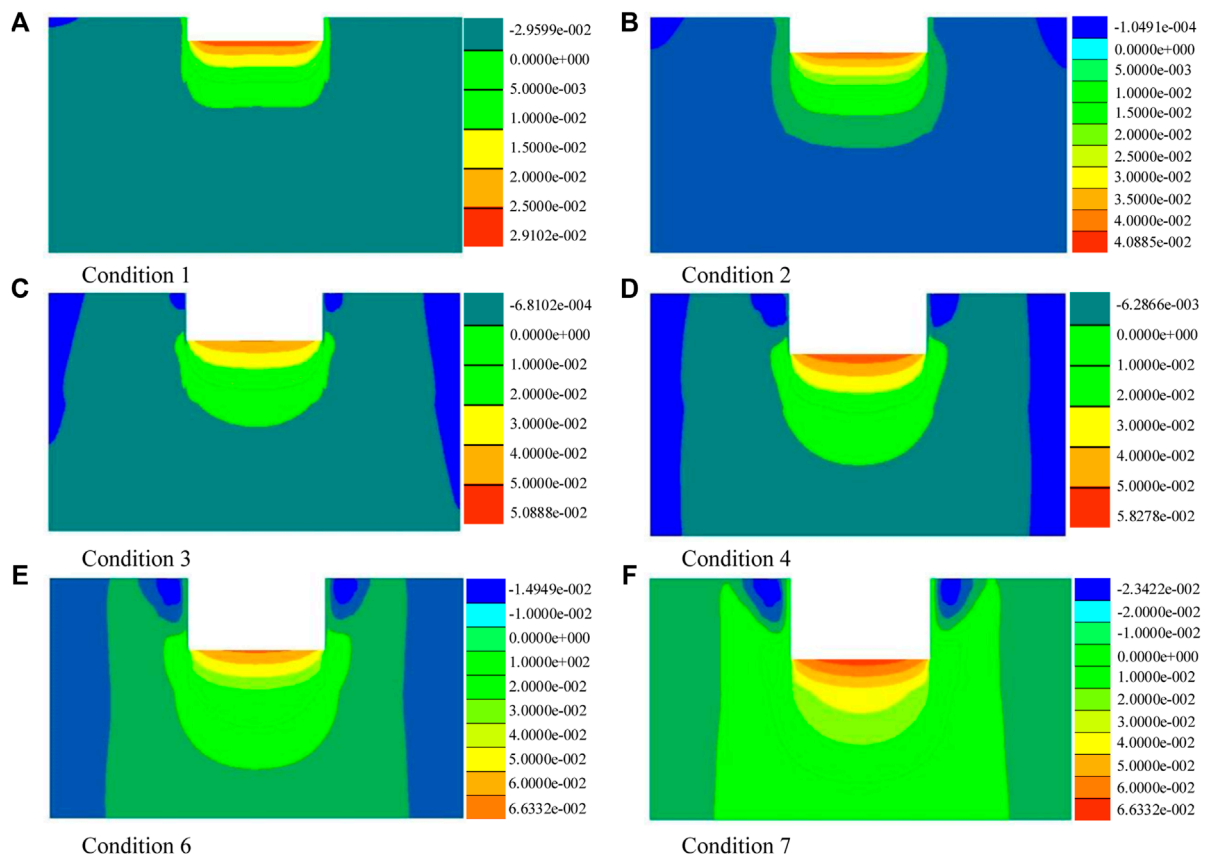 A
-2.9599e-002
0.0000e+000
5.0000e-003
1.0000e-002
1.5000e-002
2.0000e-002
2.5000e-002
2.9102e-002
Condition 1
B
-1.0491e-004
0.0000e+000
5.0000e-003
1.0000e-002
1.5000e-002
2.0000e-002
2.5000e-002
3.0000e-002
3.5000e-002
4.0000e-002
4.0885e-002
Condition 2
C
-6.8102e-004
0.0000e+000
1.0000e-002
2.0000e-002
3.0000e-002
4.0000e-002
5.0000e-002
5.0888e-002
Condition 3
D
-6.2866e-003
0.0000e+000
1.0000e-002
2.0000e-002
3.0000e-002
4.0000e-002
5.0000e-002
5.8278e-002
Condition 4
E
-1.4949e-002
-1.0000e-002
0.0000e+000
1.0000e+002
2.0000e-002
3.0000e-002
4.0000e-002
5.0000e-002
6.0000e-002
6.6332e-002
Condition 6
F
-2.3422e-002
-2.0000e-002
-1.0000e-002
0.0000e+000
1.0000e-002
2.0000e-002
3.0000e-002
4.0000e-002
5.0000e-002
6.0000e-002
6.6332e-002
Condition 7